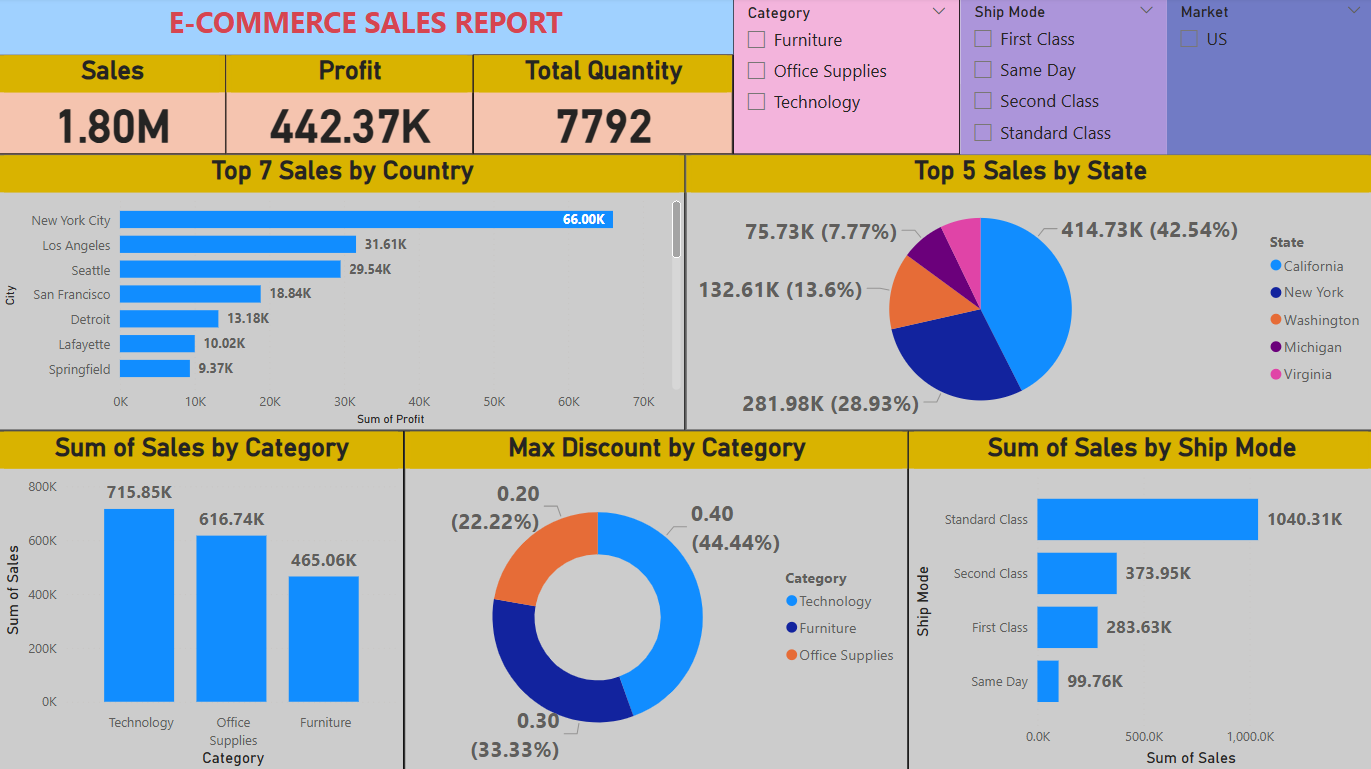 E-COMMERCE SALES REPORT
Sales
1.80M
Profit
442.37K
Total Quantity
7792
Category
Furniture
Office Supplies
Technology
Ship Mode
First Class
Same Day
Second Class
Standard Class
Market
US
Top 7 Sales by Country
City
New York City 66.00K
Los Angeles 31.61K
Seattle 29.54K
San Francisco 18.84K
Detroit 13.18K
Lafayette 10.02K
Springfield 9.37K
0K 10K 20K 30K 40K 50K 60K 70K
Sum of Profit
Top 5 Sales by State
414.73K (42.54%)
75.73K (7.77%)
132.61K (13.6%)
281.98K (28.93%)
State
California
New York
Washington
Michigan
Virginia
Sum of Sales by Category
Sum of Sales
800K
600K
400K
200K
0K
715.85K
616.74K
465.06K
Technology
Office
Supplies
Furniture
Category
Max Discount by Category
0.20
(22.22%)
0.40
(44.44%)
0.30
(33.33%)
Category
Technology
Furniture
Office Supplies
Sum of Sales by Ship Mode
Ship Mode
Standard Class 1040.31K
Second Class 373.95K
First Class 283.63K
Same Day 99.76K
0.0K 500.0K 1,000.0K
Sum of Sales